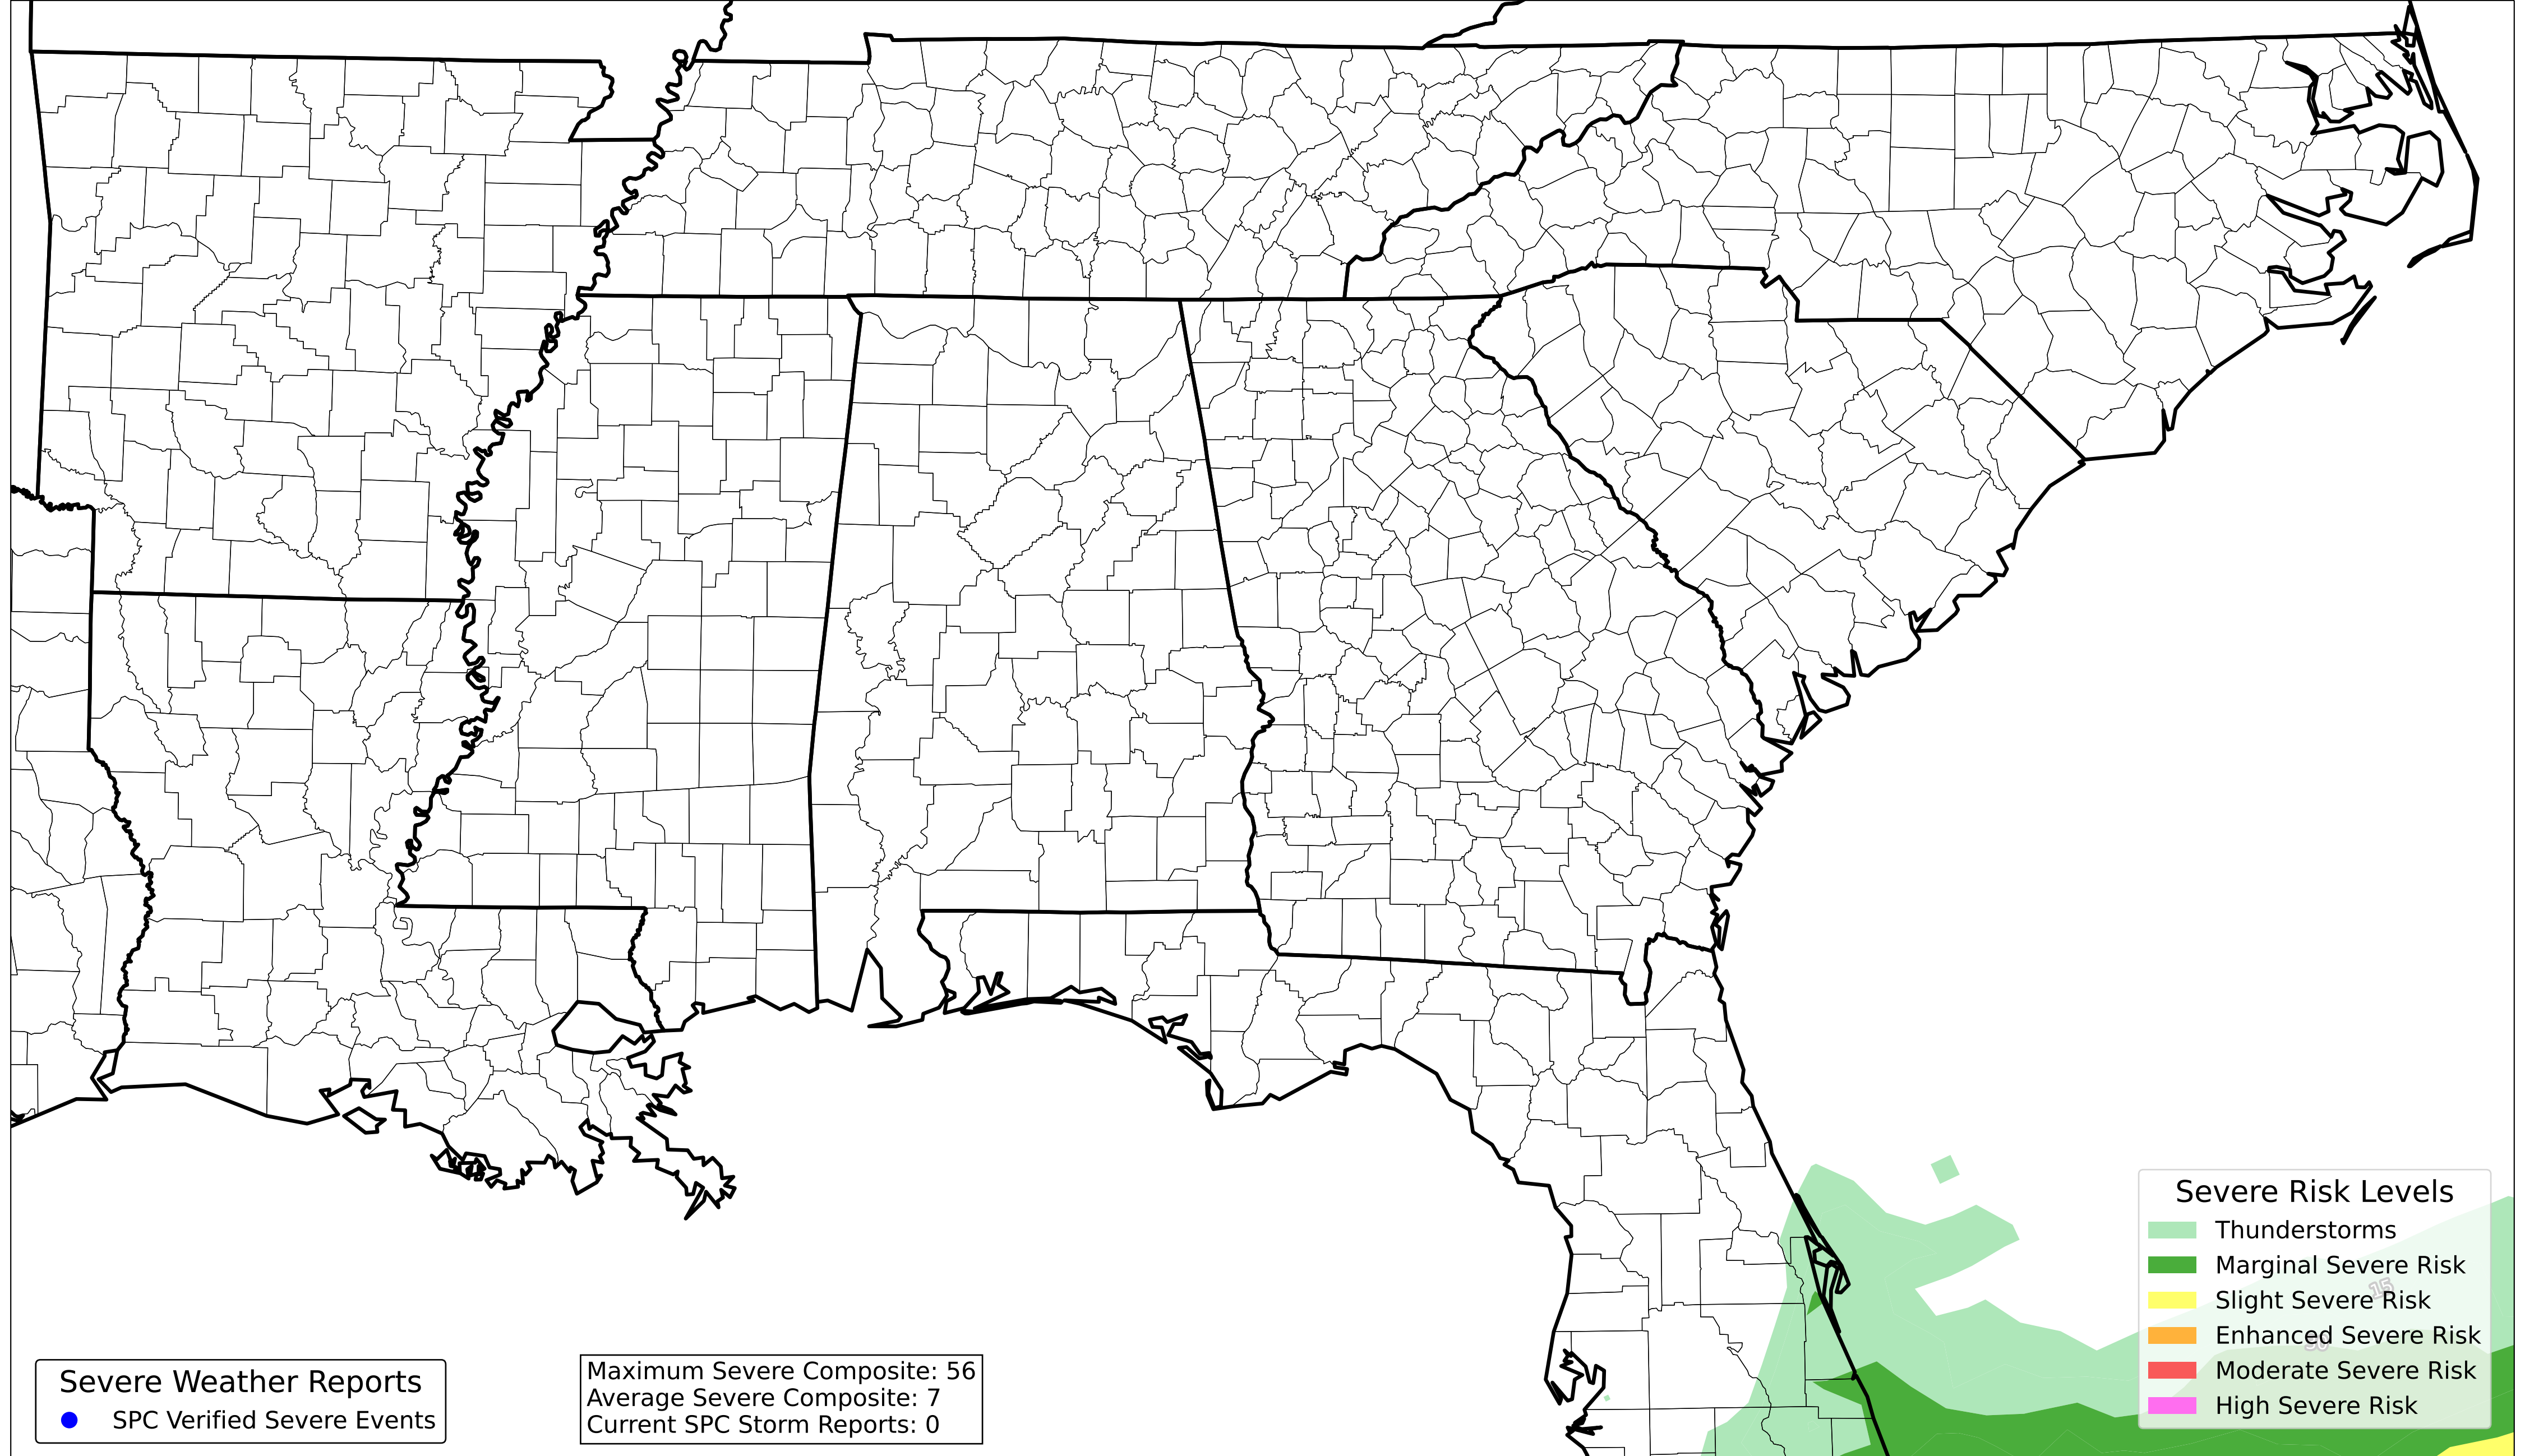 15
30
Severe Risk Levels
Thunderstorms
Marginal Severe Risk
Slight Severe Risk
Enhanced Severe Risk
Moderate Severe Risk
High Severe Risk
Severe Weather Reports
SPC Verified Severe Events
Maximum Severe Composite: 56
Average Severe Composite: 7
Current SPC Storm Reports: 0